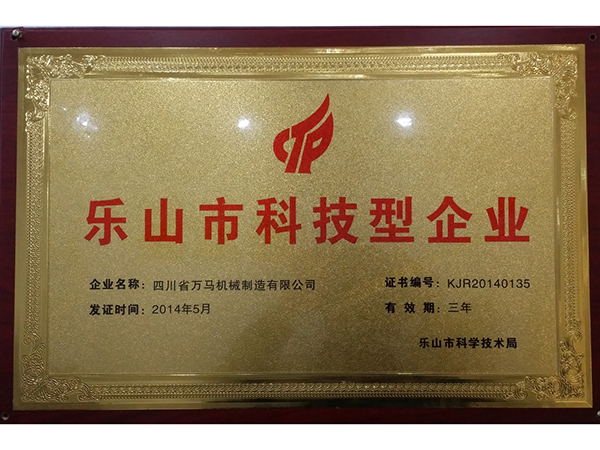 CTP
乐山市科技型企业
企业名称：四川省万马机械制造有限公司
证书编号：KJR20140135
发证时间：2014年5月
有 效 期：三年
乐山市科学技术局